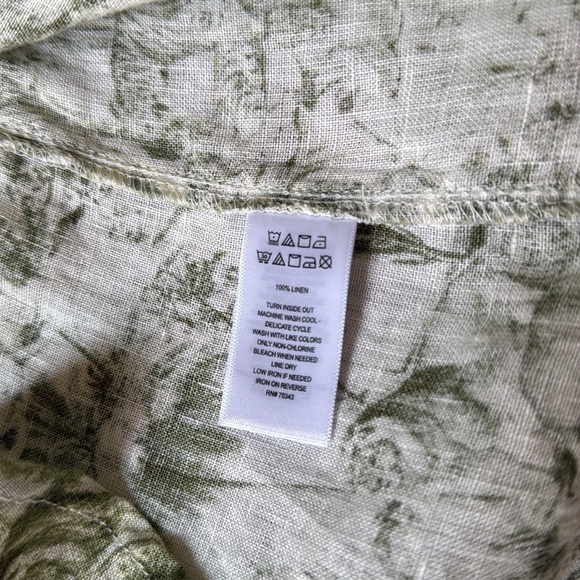 100% LINEN
TURN INSIDE OUT
MACHINE WASH COOL -
DELICATE CYCLE
WASH WITH LIKE COLORS
ONLY NON-CHLORINE
BLEACH WHEN NEEDED
LINE DRY
LOW IRON IF NEEDED
IRON ON REVERSE
RN# 75343